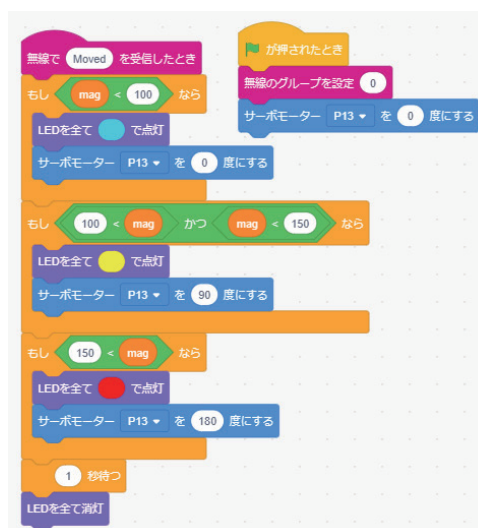 無線で Moved を受信したとき
もし mag < 100 なら
LEDを全て で点灯
サーボモーター P13 を 0 度にする
もし 100 < mag かつ mag < 150 なら
LEDを全て で点灯
サーボモーター P13 を 90 度にする
もし 150 < mag なら
LEDを全て で点灯
サーボモーター P13 を 180 度にする
1 秒待つ
LEDを全て消灯
が押されたとき
無線のグループを設定 0
サーボモーター P13 を 0 度にする